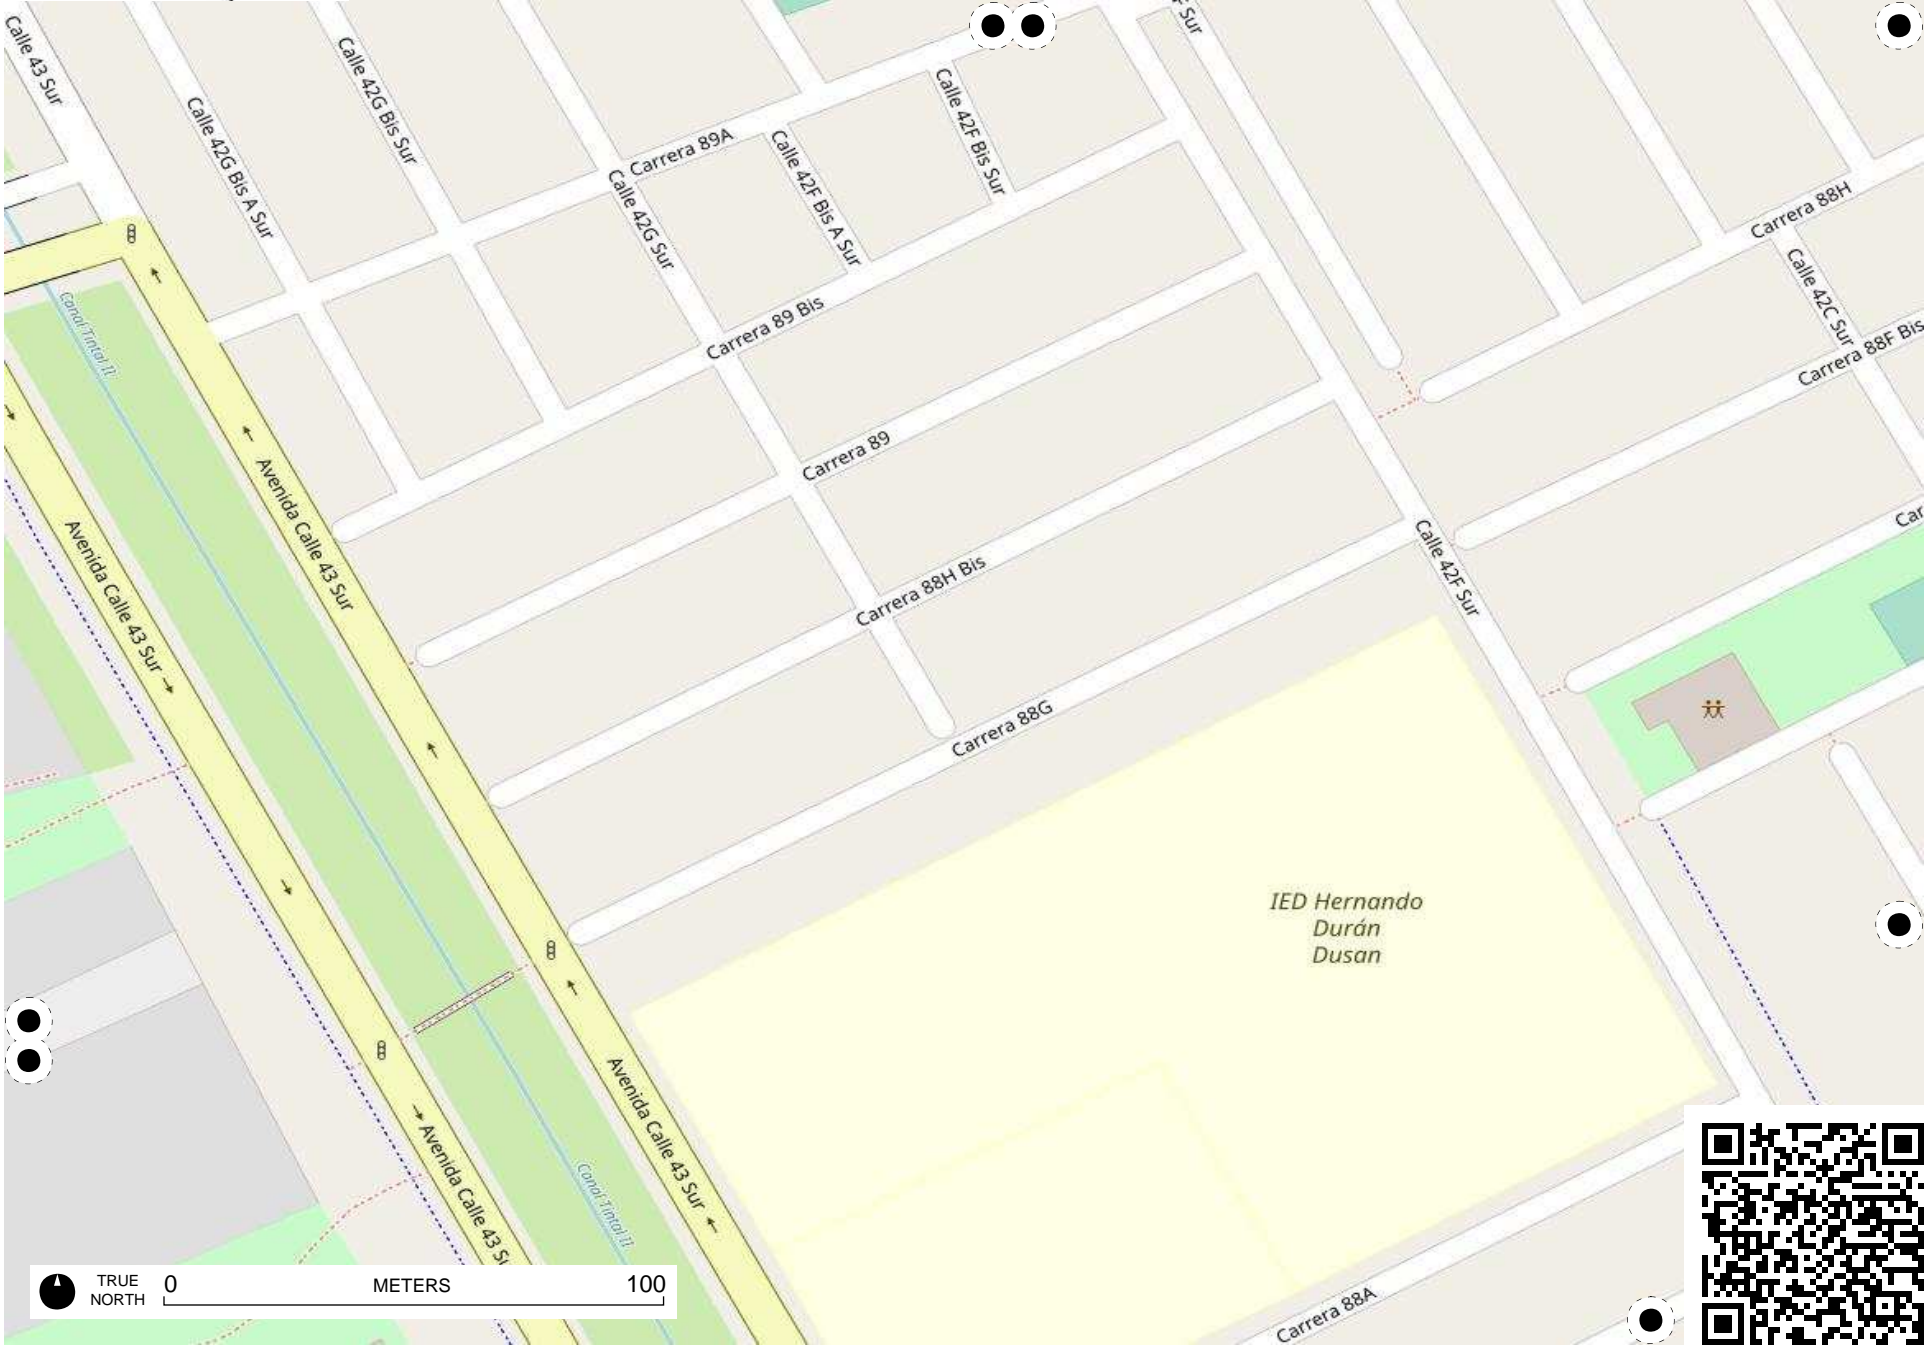 Calle 43 Sur
Calle 42G Bis A Sur
Calle 42G Bis Sur
Carrera 89A
Calle 42G Sur
Calle 42F Bis A Sur
Calle 42F Bis Sur
F Sur
Carrera 88H
Calle 42C Sur
Carrera 88F Bis
Canal Tintal II
Carrera 89 Bis
Carrera 89
Avenida Calle 43 Sur
Avenida Calle 43 Sur
Carrera 88H Bis
Calle 42F Sur
Car
Carrera 88G
IED Hernando
Durán
Dusan
Avenida Calle 43 Sur
Avenida Calle 43 Su
Canal Tintal II
Carrera 88A
TRUE
NORTH
0 METERS 100